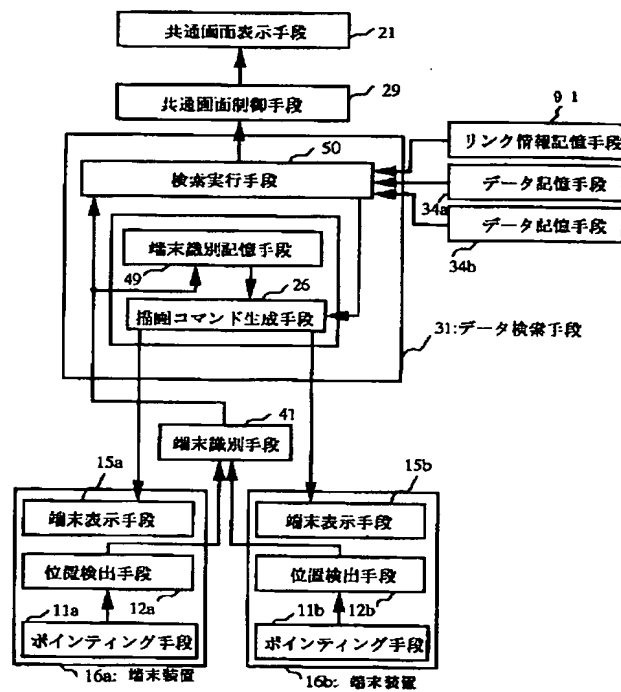 共通画面表示手段
21
共通画面制御手段
29
50
検索実行手段
9 1
リンク情報記憶手段
データ記憶手段
34a
データ記憶手段
34b
端末識別記憶手段
49
26
描画コマンド生成手段
31:データ検索手段
47
端末識別手段
15a
端末表示手段
位置検出手段
11a
12a
ポインティング手段
16a: 端末装置
15b
端末表示手段
位置検出手段
11b
12b
ポインティング手段
16b: 端末装置